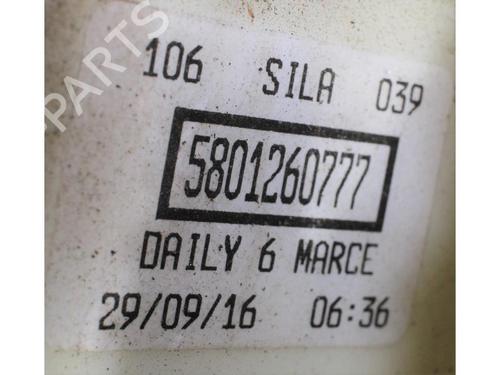 PARTS
106 SILA 039
5801260777
DAILY 6 MARCE
29/09/16 06:36